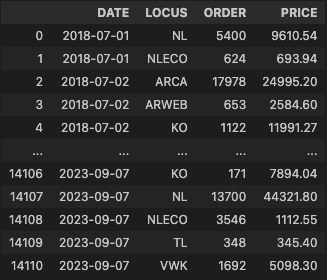 DATE LOCUS ORDER PRICE
0 2018-07-01 NL 5400 9610.54
1 2018-07-01 NLECO 624 693.94
2 2018-07-02 ARCA 17978 24995.20
3 2018-07-02 ARWEB 653 2584.60
4 2018-07-02 KO 1122 11991.27
... ... ... ... ...
14106 2023-09-07 KO 171 7894.04
14107 2023-09-07 NL 13700 44321.80
14108 2023-09-07 NLECO 3546 1112.55
14109 2023-09-07 TL 348 345.40
14110 2023-09-07 VWK 1692 5098.30